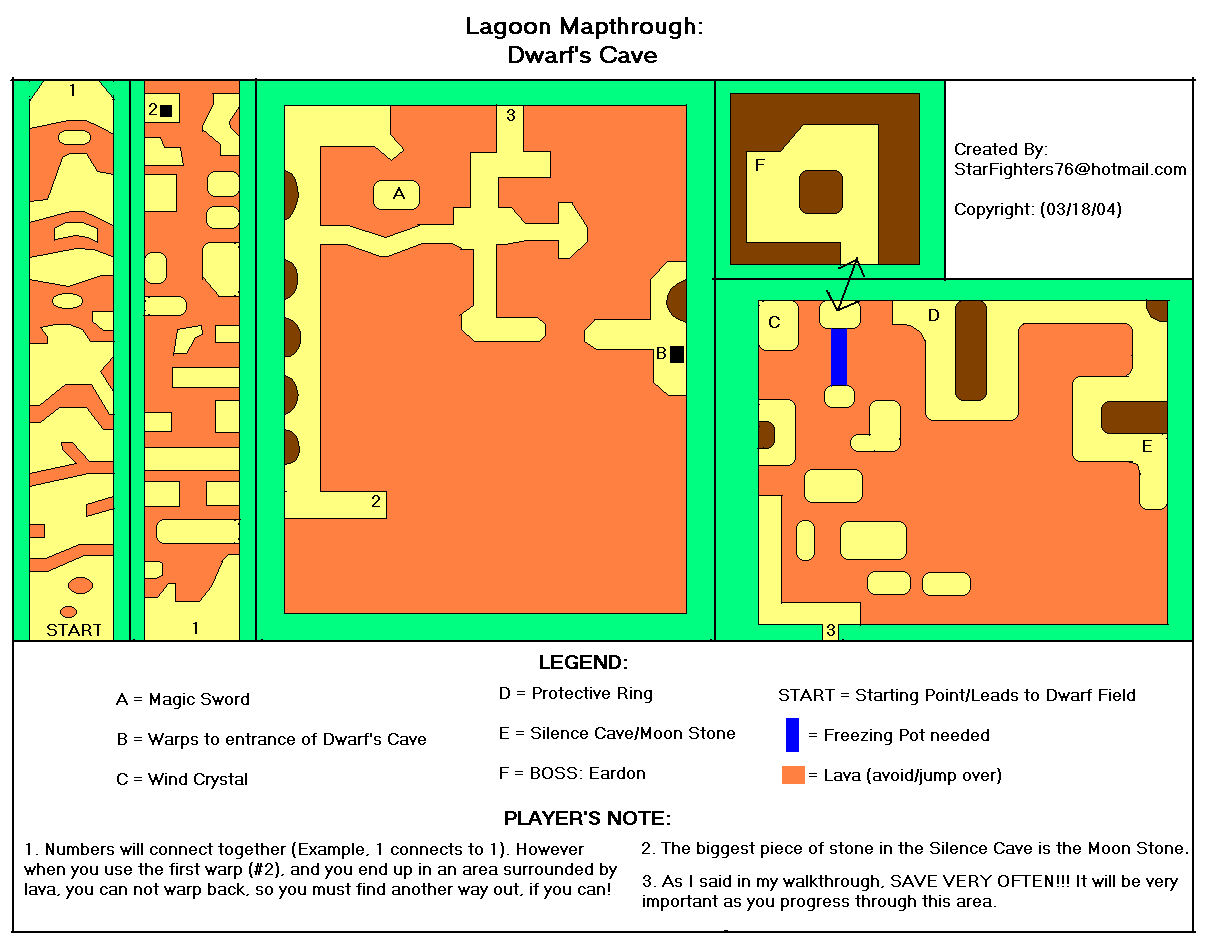 Lagoon Mapthrough:
Dwarf's Cave
1
2
3
A
2
B
1
START
F
Created By:
StarFighters76@hotmail.com
Copyright: (03/18/04)
C
D
E
3
LEGEND:
A = Magic Sword
B = Warps to entrance of Dwarf's Cave
C = Wind Crystal
D = Protective Ring
E = Silence Cave/Moon Stone
F = BOSS: Eardon
START = Starting Point/Leads to Dwarf Field
= Freezing Pot needed
= Lava (avoid/jump over)
PLAYER'S NOTE:
1. Numbers will connect together (Example, 1 connects to 1). However
when you use the first warp (#2), and you end up in an area surrounded by
lava, you can not warp back, so you must find another way out, if you can!
2. The biggest piece of stone in the Silence Cave is the Moon Stone.
3. As I said in my walkthrough, SAVE VERY OFTEN!!! It will be very
important as you progress through this area.